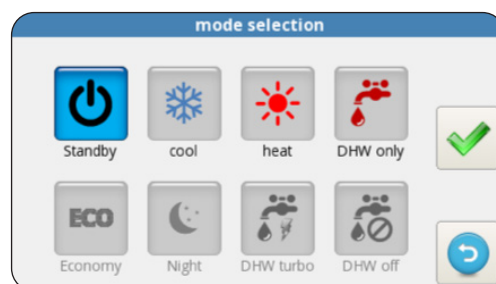 mode selection
Standby cool heat DHW only
ECO
Economy Night DHW turbo DHW off